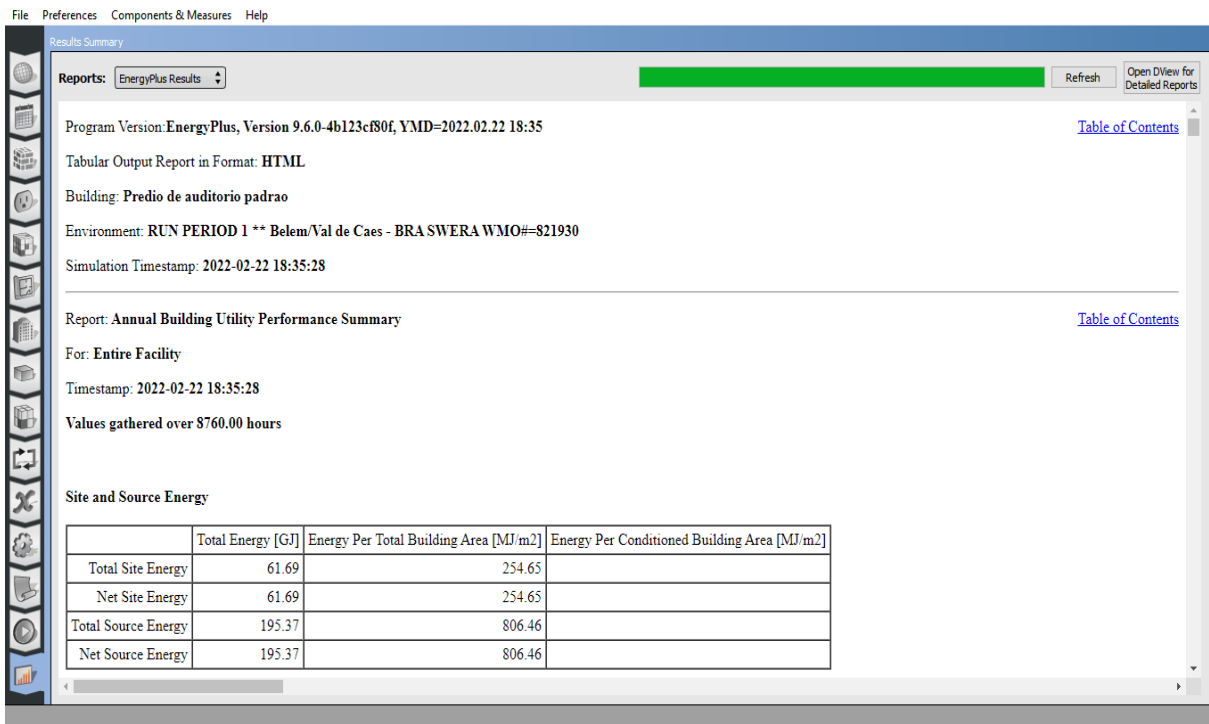 File Preferences Components & Measures Help
Results Summary
Reports: EnergyPlus Results Refresh Open DView for
Detailed Reports
Program Version:EnergyPlus, Version 9.6.0-4b123cf80f, YMD=2022.02.22 18:35 Table of Contents
Tabular Output Report in Format: HTML
Building: Predio de auditorio padrao
Environment: RUN PERIOD 1 ** Belem/Val de Caes - BRA SWERA WMO#=821930
Simulation Timestamp: 2022-02-22 18:35:28
Report: Annual Building Utility Performance Summary Table of Contents
For: Entire Facility
Timestamp: 2022-02-22 18:35:28
Values gathered over 8760.00 hours
Site and Source Energy
Total Energy [GJ] Energy Per Total Building Area [MJ/m2] Energy Per Conditioned Building Area [MJ/m2]
Total Site Energy 61.69 254.65
Net Site Energy 61.69 254.65
Total Source Energy 195.37 806.46
Net Source Energy 195.37 806.46